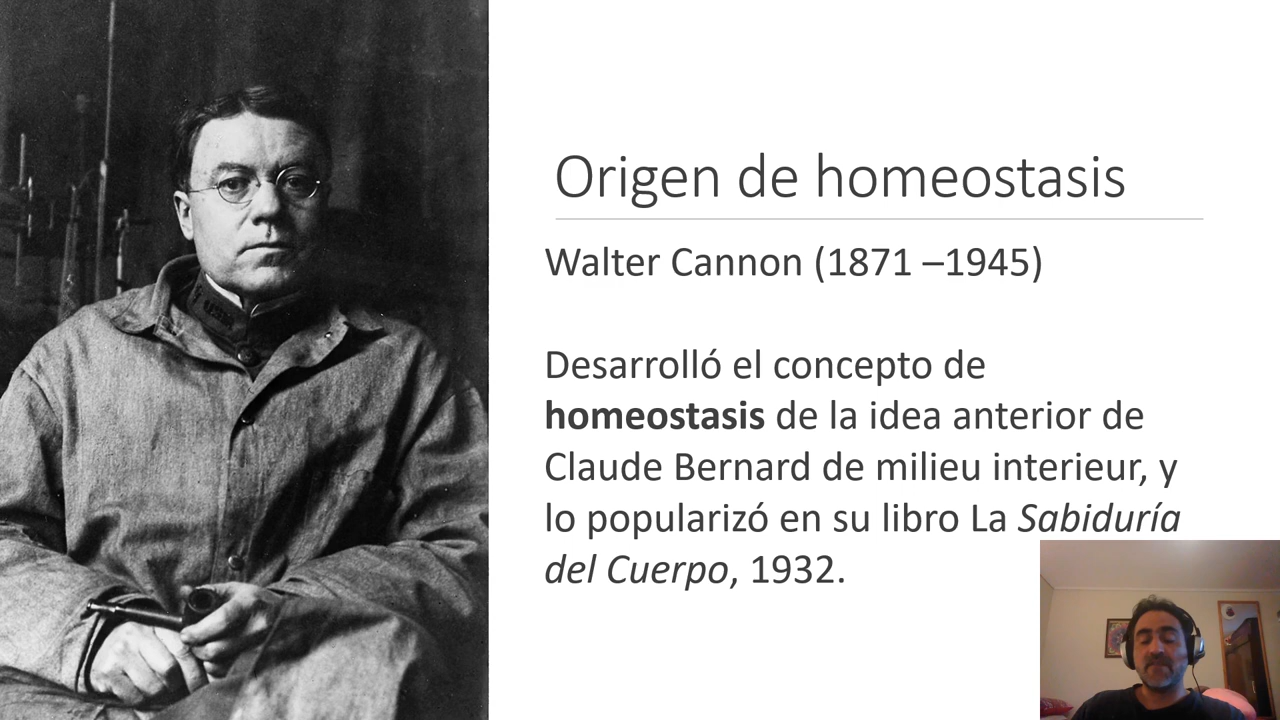 Origen de homeostasis
Walter Cannon (1871 –1945)
Desarrolló el concepto de
homeostasis de la idea anterior de
Claude Bernard de milieu interieur, y
lo popularizó en su libro La Sabiduría
del Cuerpo, 1932.